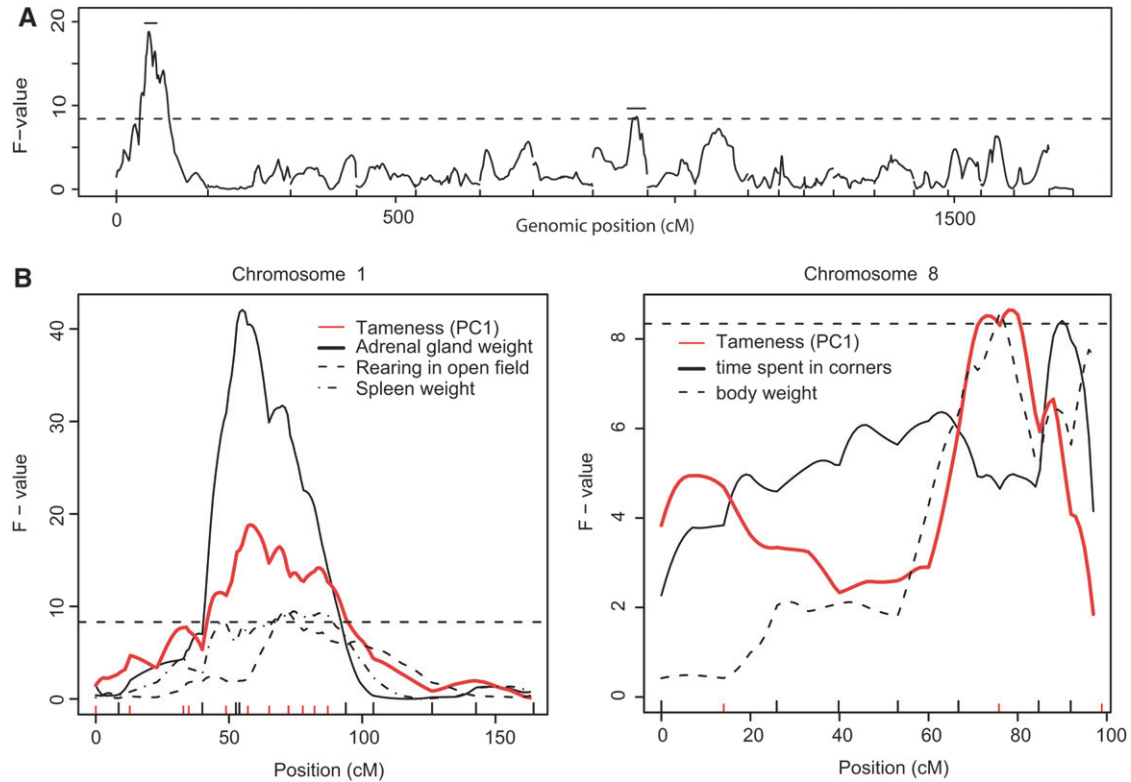 A
F-value
20
10
0
0
500
1500
Genomic position (cM)
B
Chromosome 1
F - value
40
30
20
10
0
Tameness (PC1)
Adrenal gland weight
Rearing in open field
Spleen weight
0
50
100
150
Position (cM)
Chromosome 8
F - value
8
6
4
2
0
Tameness (PC1)
time spent in corners
body weight
0
20
40
60
80
100
Position (cM)